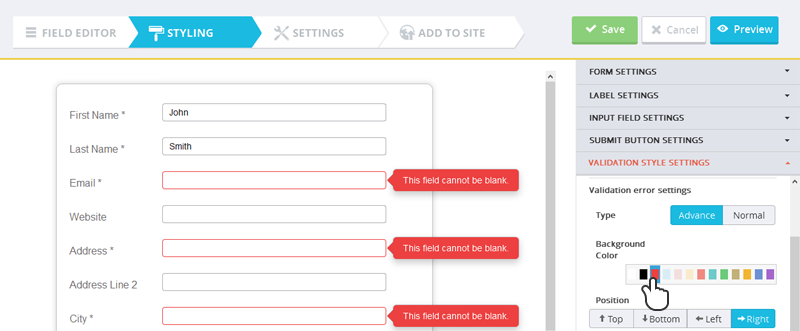 FIELD EDITOR
STYLING
SETTINGS
ADD TO SITE
Save
Cancel
Preview
First Name *
John
Last Name *
Smith
Email *
This field cannot be blank.
Website
Address *
This field cannot be blank.
Address Line 2
City *
This field cannot be blank.
FORM SETTINGS
LABEL SETTINGS
INPUT FIELD SETTINGS
SUBMIT BUTTON SETTINGS
VALIDATION STYLE SETTINGS
Validation error settings
Type
Advance
Normal
Background
Color
Position
Top
Bottom
Left
Right